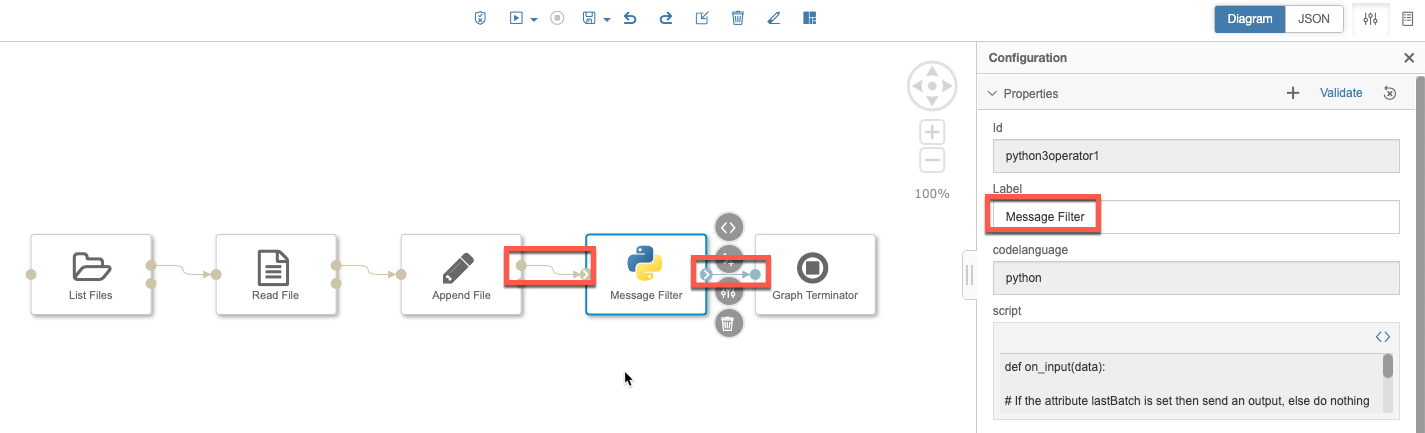 Diagram
JSON
Configuration
Properties
Validate
Id
python3operator1
Label
Message Filter
codelanguage
python
script
def on_input(data):
# If the attribute lastBatch is set then send an output, else do nothing
100%
List Files
Read File
Append File
Message Filter
Graph Terminator